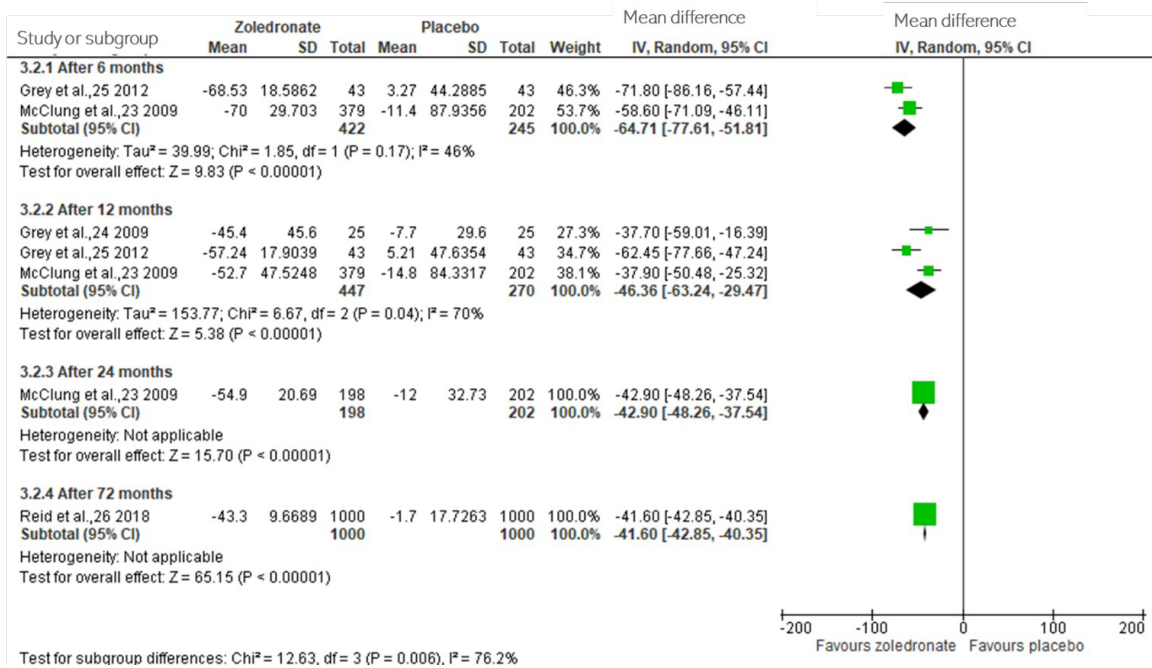 Zoledronate Placebo Mean difference Mean difference
Study or subgroup Mean SD Total Mean SD Total Weight IV, Random, 95% CI IV, Random, 95% CI
3.2.1 After 6 months
Grey et al.,25 2012 -68.53 18.5862 43 3.27 44.2885 43 46.3% -71.80 [-86.16, -57.44]
McClung et al.,23 2009 -70 29.703 379 -11.4 87.9356 202 53.7% -58.60 [-71.09, -46.11]
Subtotal (95% CI) 422 245 100.0% -64.71 [-77.61, -51.81]
Heterogeneity: Tau² = 39.99; Chi² = 1.85, df = 1 (P = 0.17); I² = 46%
Test for overall effect: Z = 9.83 (P < 0.00001)
3.2.2 After 12 months
Grey et al.,24 2009 -45.4 45.6 25 -7.7 29.6 25 27.3% -37.70 [-59.01, -16.39]
Grey et al.,25 2012 -57.24 17.9039 43 5.21 47.6354 43 34.7% -62.45 [-77.66, -47.24]
McClung et al.,23 2009 -52.7 47.5248 379 -14.8 84.3317 202 38.1% -37.90 [-50.48, -25.32]
Subtotal (95% CI) 447 270 100.0% -46.36 [-63.24, -29.47]
Heterogeneity: Tau² = 153.77; Chi² = 6.67, df = 2 (P = 0.04); I² = 70%
Test for overall effect: Z = 5.38 (P < 0.00001)
3.2.3 After 24 months
McClung et al.,23 2009 -54.9 20.69 198 -12 32.73 202 100.0% -42.90 [-48.26, -37.54]
Subtotal (95% CI) 198 202 100.0% -42.90 [-48.26, -37.54]
Heterogeneity: Not applicable
Test for overall effect: Z = 15.70 (P < 0.00001)
3.2.4 After 72 months
Reid et al.,26 2018 -43.3 9.6689 1000 -1.7 17.7263 1000 100.0% -41.60 [-42.85, -40.35]
Subtotal (95% CI) 1000 1000 100.0% -41.60 [-42.85, -40.35]
Heterogeneity: Not applicable
Test for overall effect: Z = 65.15 (P < 0.00001)
-200 -100 0 100 200
Favours zoledronate Favours placebo
Test for subgroup differences: Chi² = 12.63, df = 3 (P = 0.006), I² = 76.2%